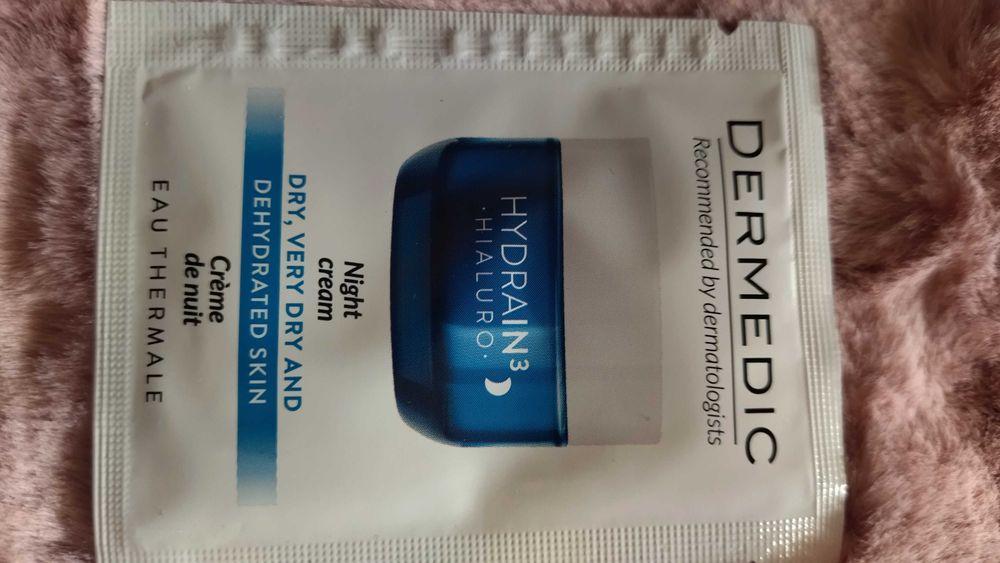 DERMEDIC
Recommended by dermatologists
HYDRAIN³
·HIALURO·
Night
cream
DRY, VERY DRY AND
DEHYDRATED SKIN
Crème
de nuit
EAU THERMALE